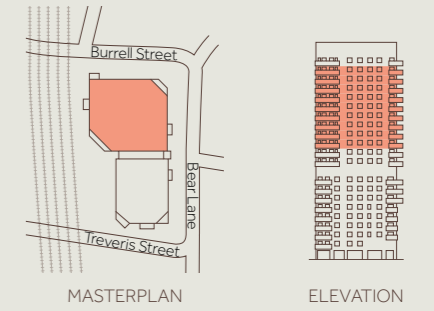 Burrell Street
Bear Lane
Treveris Street
MASTERPLAN
ELEVATION